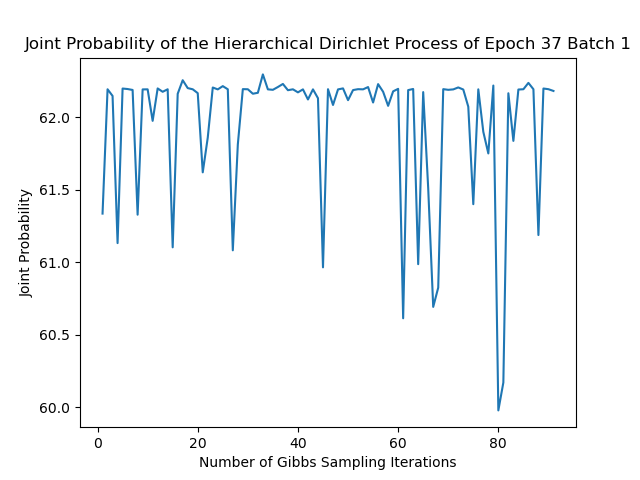 Joint Probability of the Hierarchical Dirichlet Process of Epoch 37 Batch 1
Joint Probability
62.0
61.5
61.0
60.5
60.0
0 20 40 60 80
Number of Gibbs Sampling Iterations